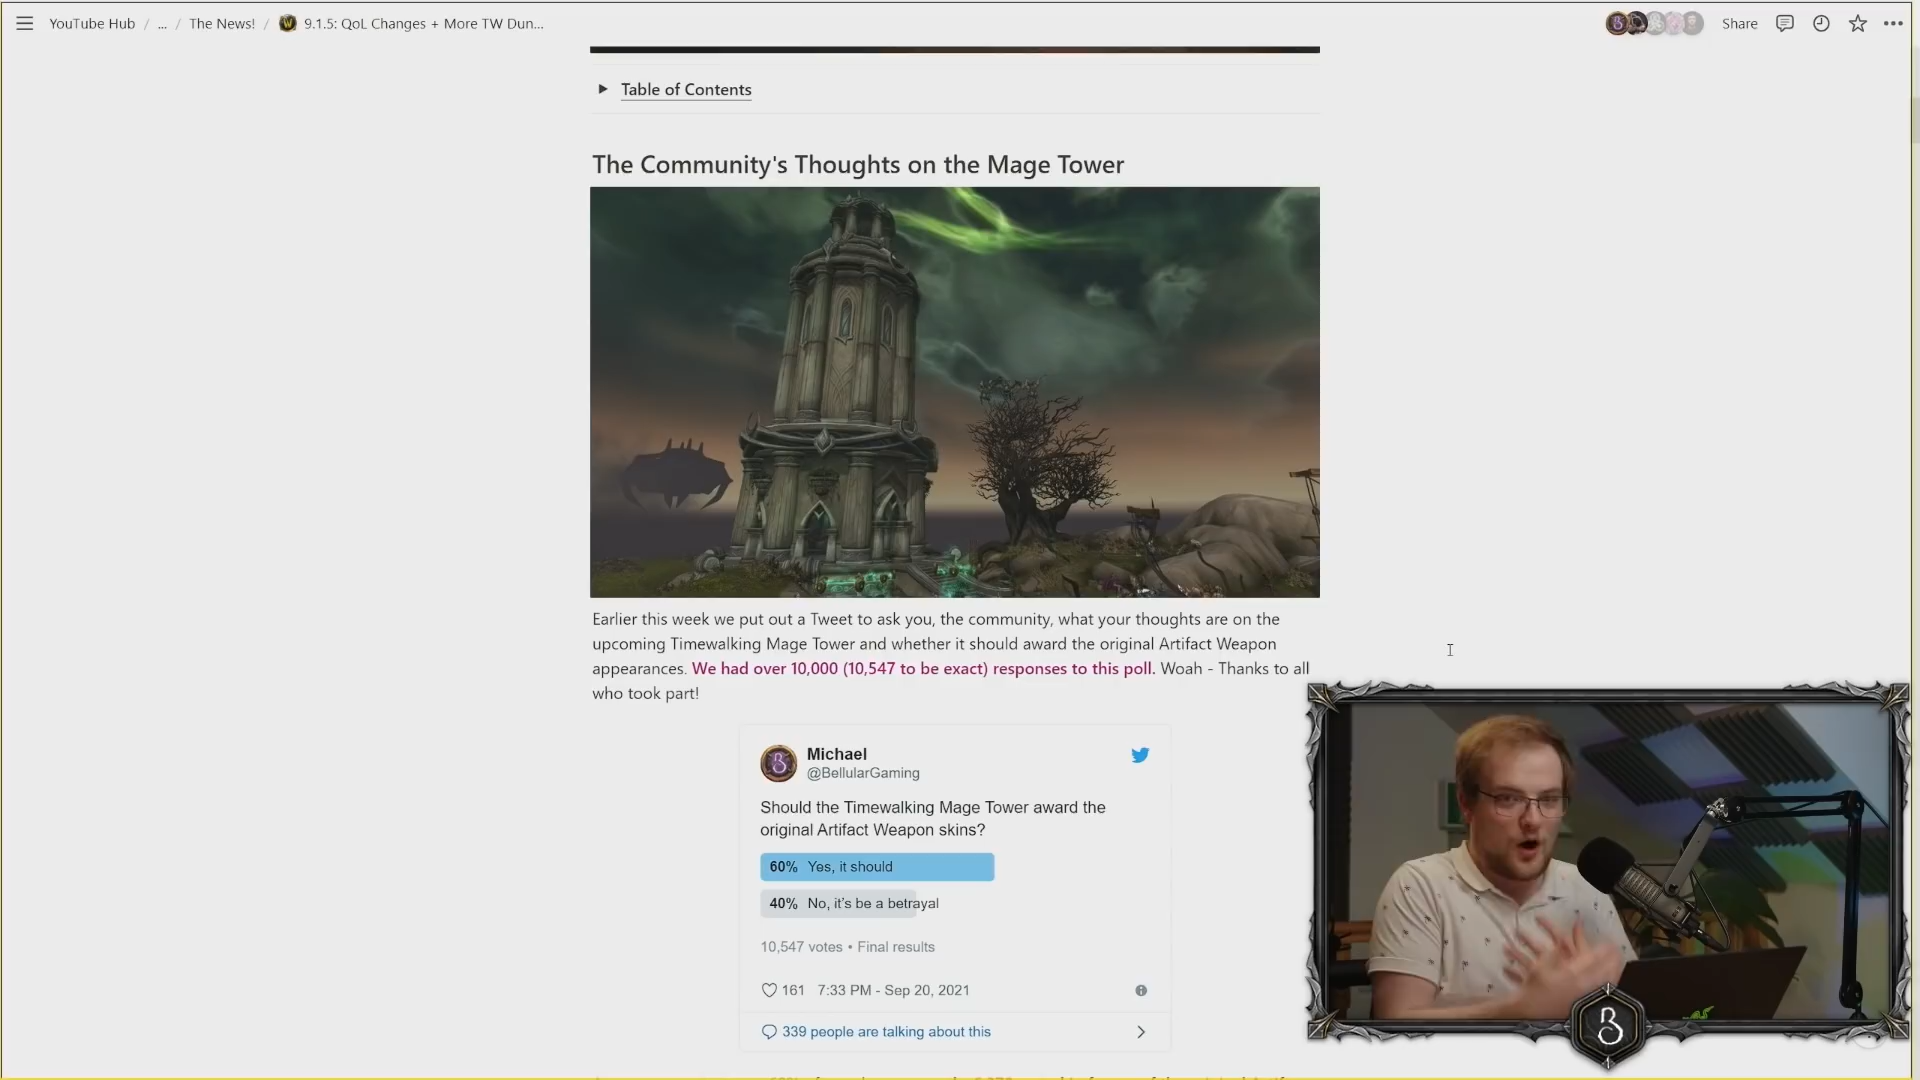 YouTube Hub / ... / The News! / 9.1.5: QoL Changes + More TW Dun...
Share
Table of Contents
The Community's Thoughts on the Mage Tower
Earlier this week we put out a Tweet to ask you, the community, what your thoughts are on the
upcoming Timewalking Mage Tower and whether it should award the original Artifact Weapon
appearances. We had over 10,000 (10,547 to be exact) responses to this poll. Woah - Thanks to all
who took part!
Michael
@BellularGaming
Should the Timewalking Mage Tower award the
original Artifact Weapon skins?
60% Yes, it should
40% No, it's be a betrayal
10,547 votes • Final results
161 7:33 PM - Sep 20, 2021
339 people are talking about this